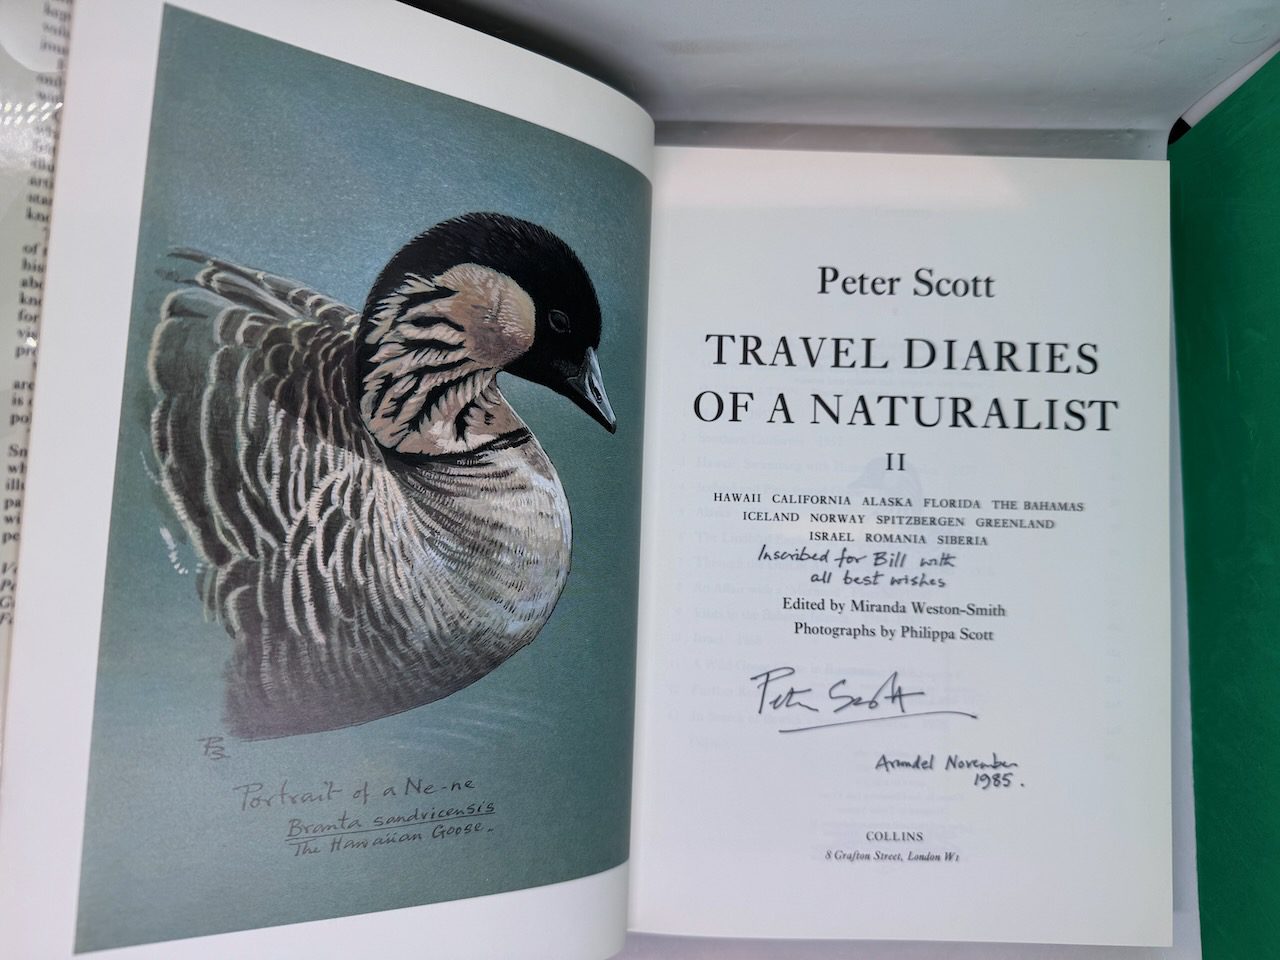 PS
Portrait of a Ne-ne
Branta sandvicensis
The Hawaiian Goose.
Peter Scott
TRAVEL DIARIES
OF A NATURALIST
II
HAWAII CALIFORNIA ALASKA FLORIDA THE BAHAMAS
ICELAND NORWAY SPITZBERGEN GREENLAND
ISRAEL ROMANIA SIBERIA
Inscribed for Bill with
all best wishes
Edited by Miranda Weston-Smith
Photographs by Philippa Scott
Peter Scott
Arundel November
1985.
COLLINS
8 Grafton Street, London W1